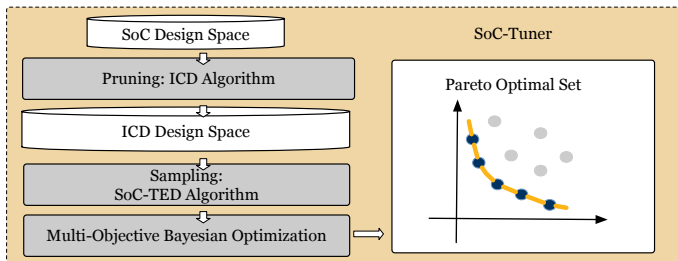 SoC Design Space
SoC-Tuner
Pruning: ICD Algorithm
ICD Design Space
Sampling:
SoC-TED Algorithm
Multi-Objective Bayesian Optimization
Pareto Optimal Set